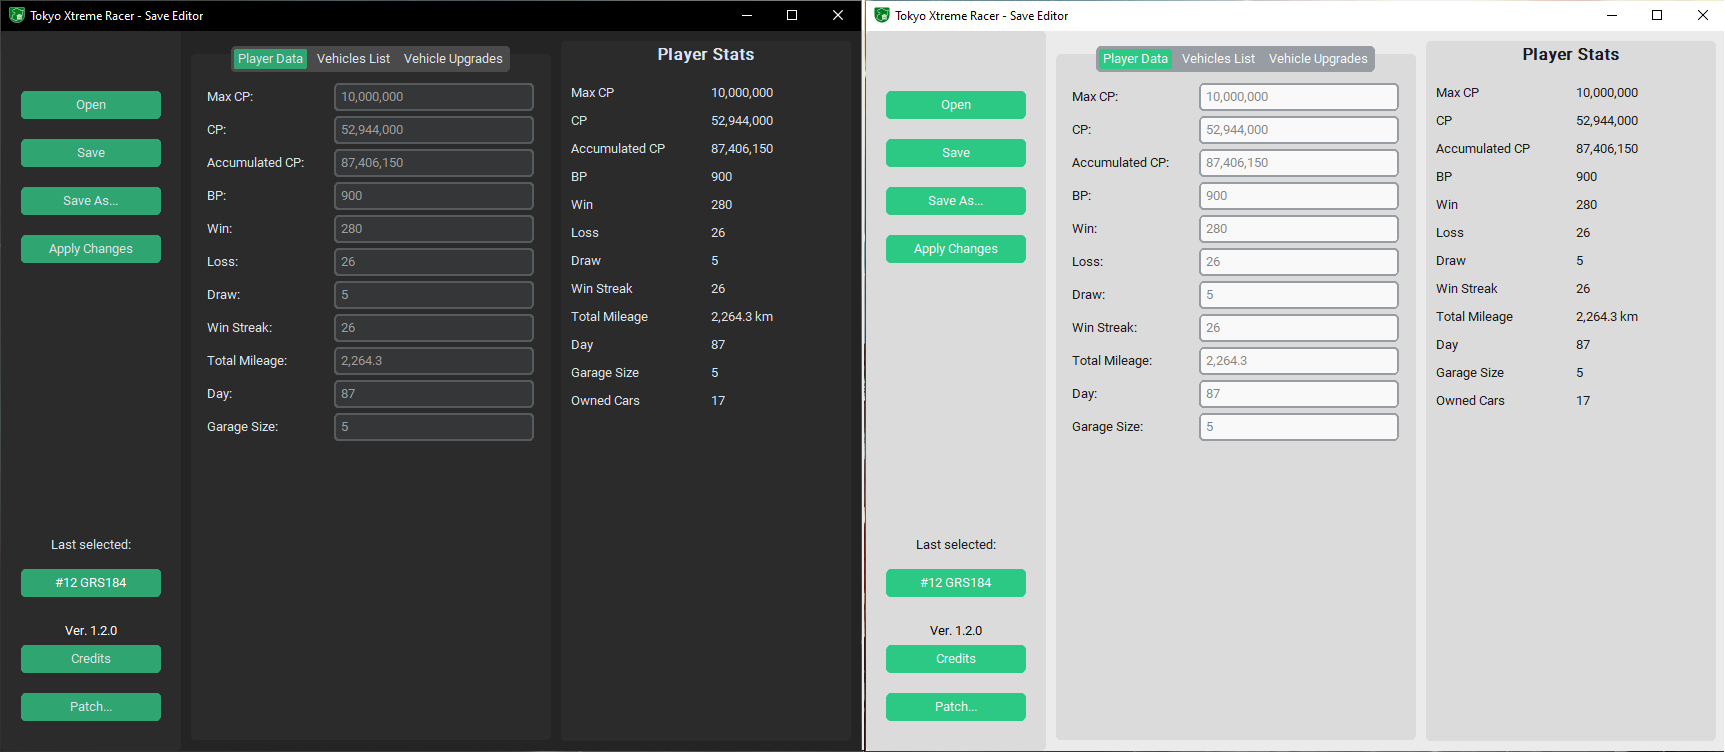 Tokyo Xtreme Racer - Save Editor
Open
Save
Save As...
Apply Changes
Last selected:
#12 GRS184
Ver. 1.2.0
Credits
Patch...
Player Data Vehicles List Vehicle Upgrades
Max CP: 10,000,000
CP: 52,944,000
Accumulated CP: 87,406,150
BP: 900
Win: 280
Loss: 26
Draw: 5
Win Streak: 26
Total Mileage: 2,264.3
Day: 87
Garage Size: 5
Player Stats
Max CP 10,000,000
CP 52,944,000
Accumulated CP 87,406,150
BP 900
Win 280
Loss 26
Draw 5
Win Streak 26
Total Mileage 2,264.3 km
Day 87
Garage Size 5
Owned Cars 17
Tokyo Xtreme Racer - Save Editor
Open
Save
Save As...
Apply Changes
Last selected:
#12 GRS184
Ver. 1.2.0
Credits
Patch...
Player Data Vehicles List Vehicle Upgrades
Max CP: 10,000,000
CP: 52,944,000
Accumulated CP: 87,406,150
BP: 900
Win: 280
Loss: 26
Draw: 5
Win Streak: 26
Total Mileage: 2,264.3
Day: 87
Garage Size: 5
Player Stats
Max CP 10,000,000
CP 52,944,000
Accumulated CP 87,406,150
BP 900
Win 280
Loss 26
Draw 5
Win Streak 26
Total Mileage 2,264.3 km
Day 87
Garage Size 5
Owned Cars 17